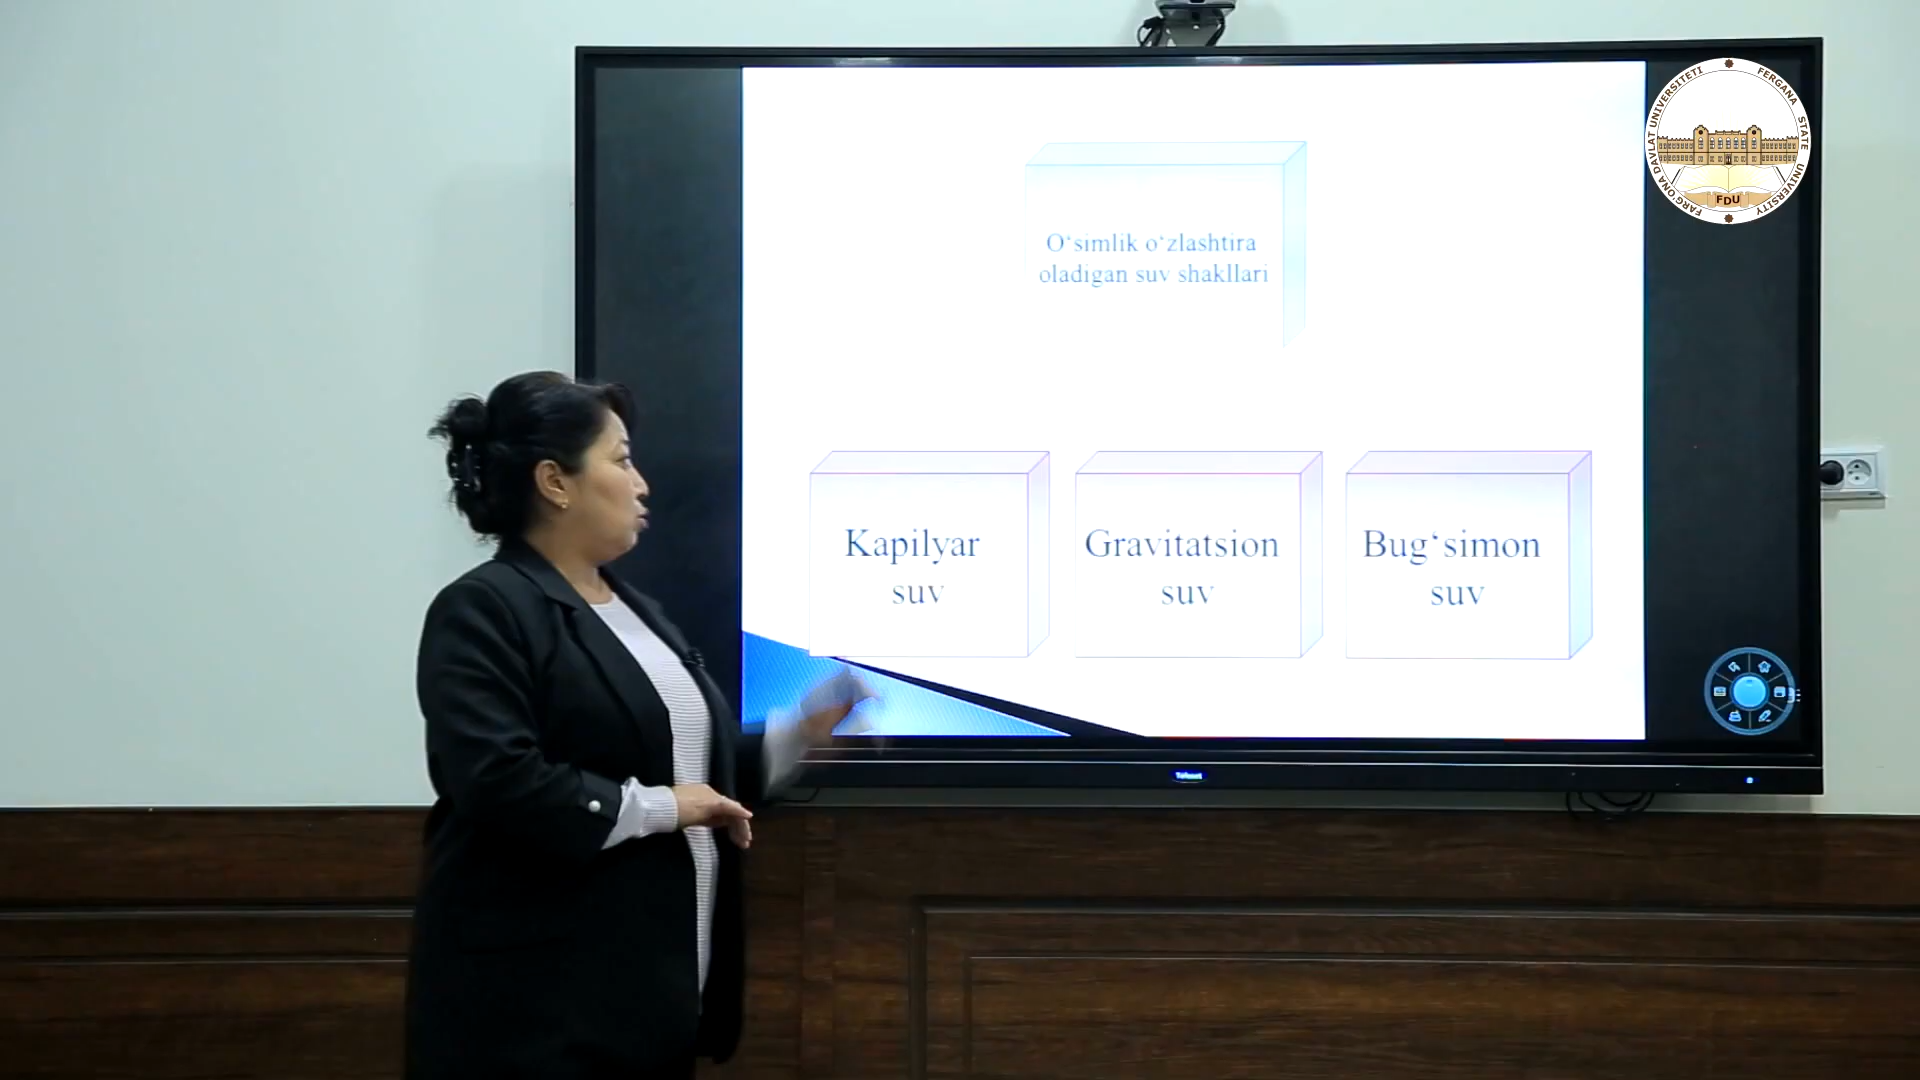 FARG'ONA DAVLAT UNIVERSITETI
FERGANA STATE UNIVERSITY
FDU
O‘simlik o‘zlashtira
oladigan suv shakllari
Kapilyar
suv
Gravitatsion
suv
Bug‘simon
suv